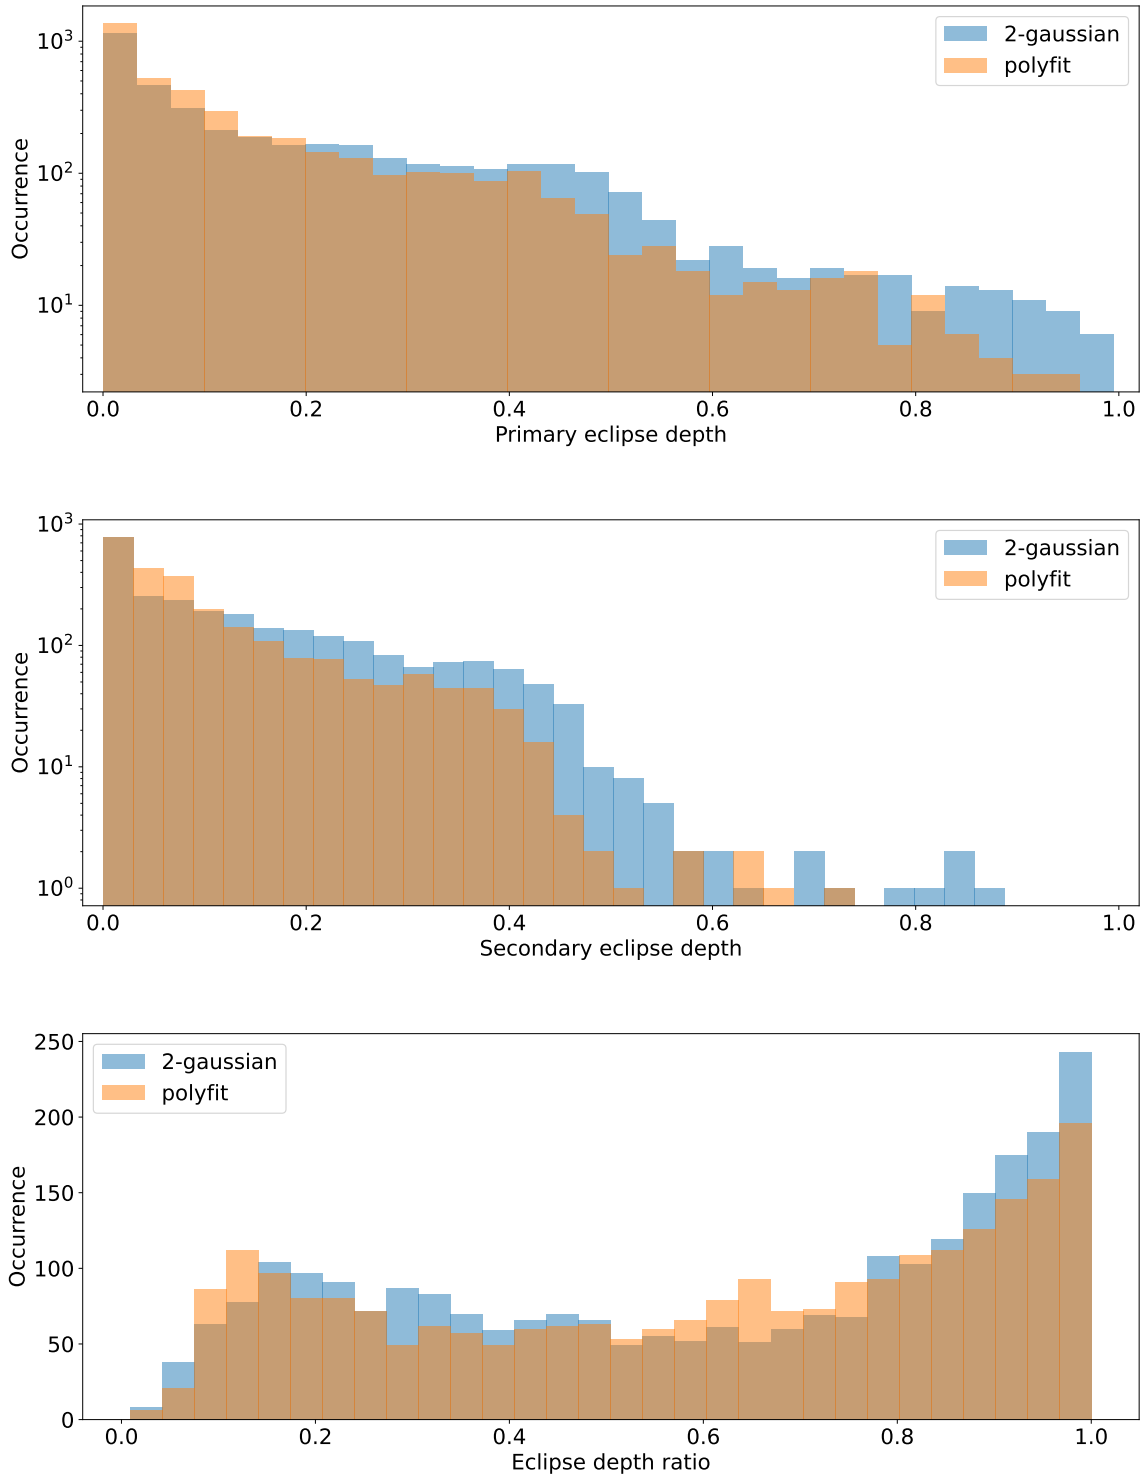 10³
10²
10¹
Occurrence
2-gaussian
polyfit
0.0 0.2 0.4 0.6 0.8 1.0
Primary eclipse depth
10³
10²
10¹
10⁰
Occurrence
2-gaussian
polyfit
0.0 0.2 0.4 0.6 0.8 1.0
Secondary eclipse depth
250
200
150
100
50
0
Occurrence
2-gaussian
polyfit
0.0 0.2 0.4 0.6 0.8 1.0
Eclipse depth ratio